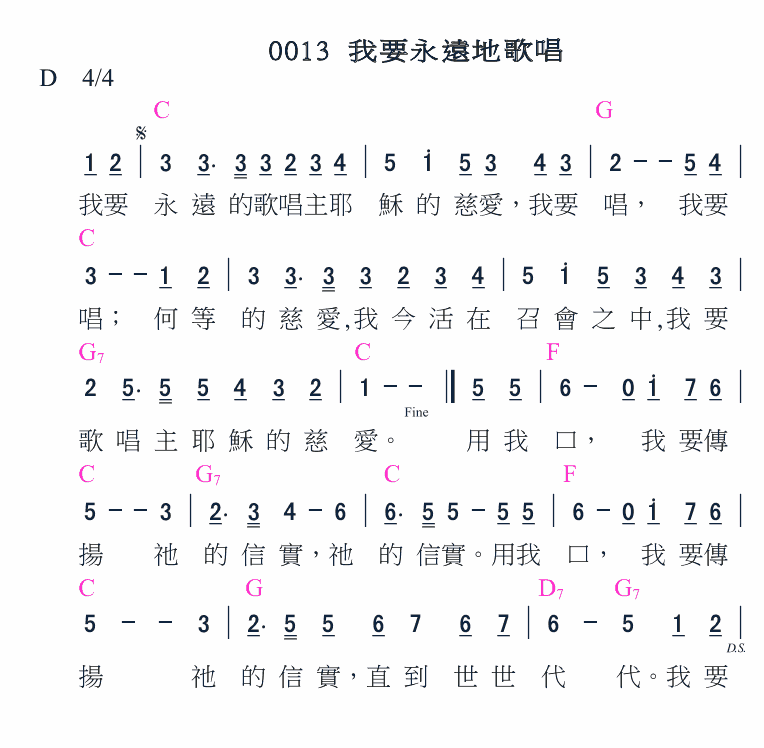 0013 我要永遠地歌唱
D 4/4
C G
1 2 | 3 3. 3 3 2 3 4 | 5 i 5 3 4 3 | 2 - - 5 4 |
我要 永 遠 的歌唱主耶 穌 的 慈愛，我要 唱， 我要
C
3 - - 1 2 | 3 3. 3 3 2 3 4 | 5 i 5 3 4 3 |
唱； 何 等 的 慈 愛,我 今 活 在 召 會 之 中,我 要
G7 C F
2 5. 5 5 4 3 2 | 1 - - || 5 5 | 6 - 0 i 7 6 |
Fine
歌 唱 主 耶 穌 的 慈 愛。 用 我 口， 我 要傳
C G7 C F
5 - - 3 | 2. 3 4 - 6 | 6. 5 5 - 5 5 | 6 - 0 i 7 6 |
揚 祂 的 信 實，祂 的 信實。用我 口， 我 要傳
C G D7 G7
5 - - 3 | 2. 5 5 6 7 6 7 | 6 - 5 1 2 |
D.S.
揚 祂 的 信 實，直 到 世 世 代 代。我 要